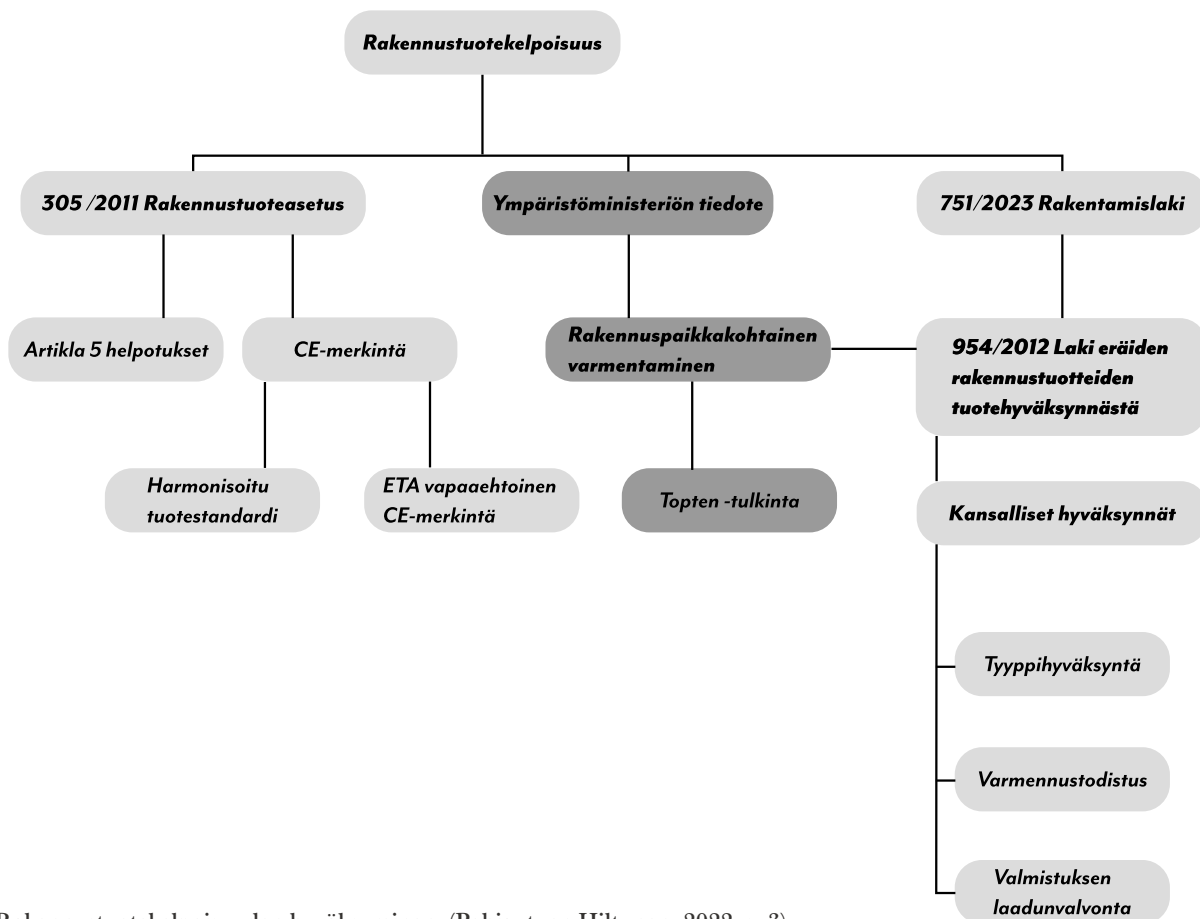 Rakennustuotekelpoisuus
305 /2011 Rakennustuoteasetus
Ympäristöministeriön tiedote
751/2023 Rakentamislaki
Artikla 5 helpotukset
CE-merkintä
Rakennuspaikkakohtainen
varmentaminen
954/2012 Laki eräiden
rakennustuotteiden
tuotehyväksynnästä
Harmonisoitu
tuotestandardi
ETA vapaaehtoinen
CE-merkintä
Topten -tulkinta
Kansalliset hyväksynnät
Tyyppihyväksyntä
Varmennustodistus
Valmistuksen
laadunvalvonta